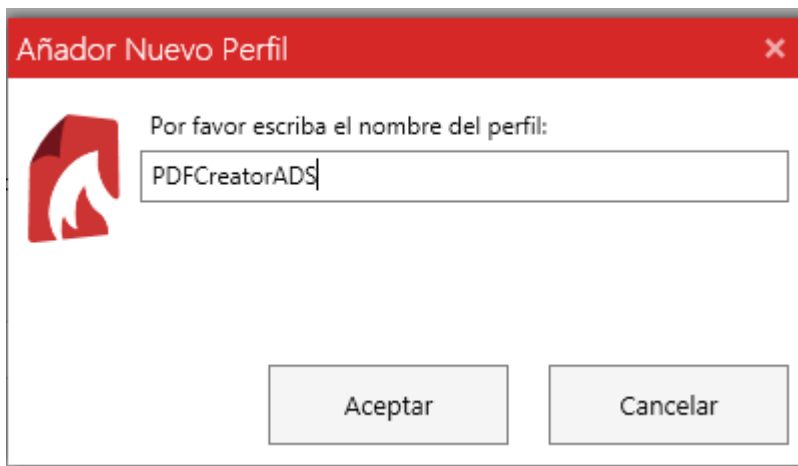 Añador Nuevo Perfil
Por favor escriba el nombre del perfil:
PDFCreatorADS
Aceptar Cancelar